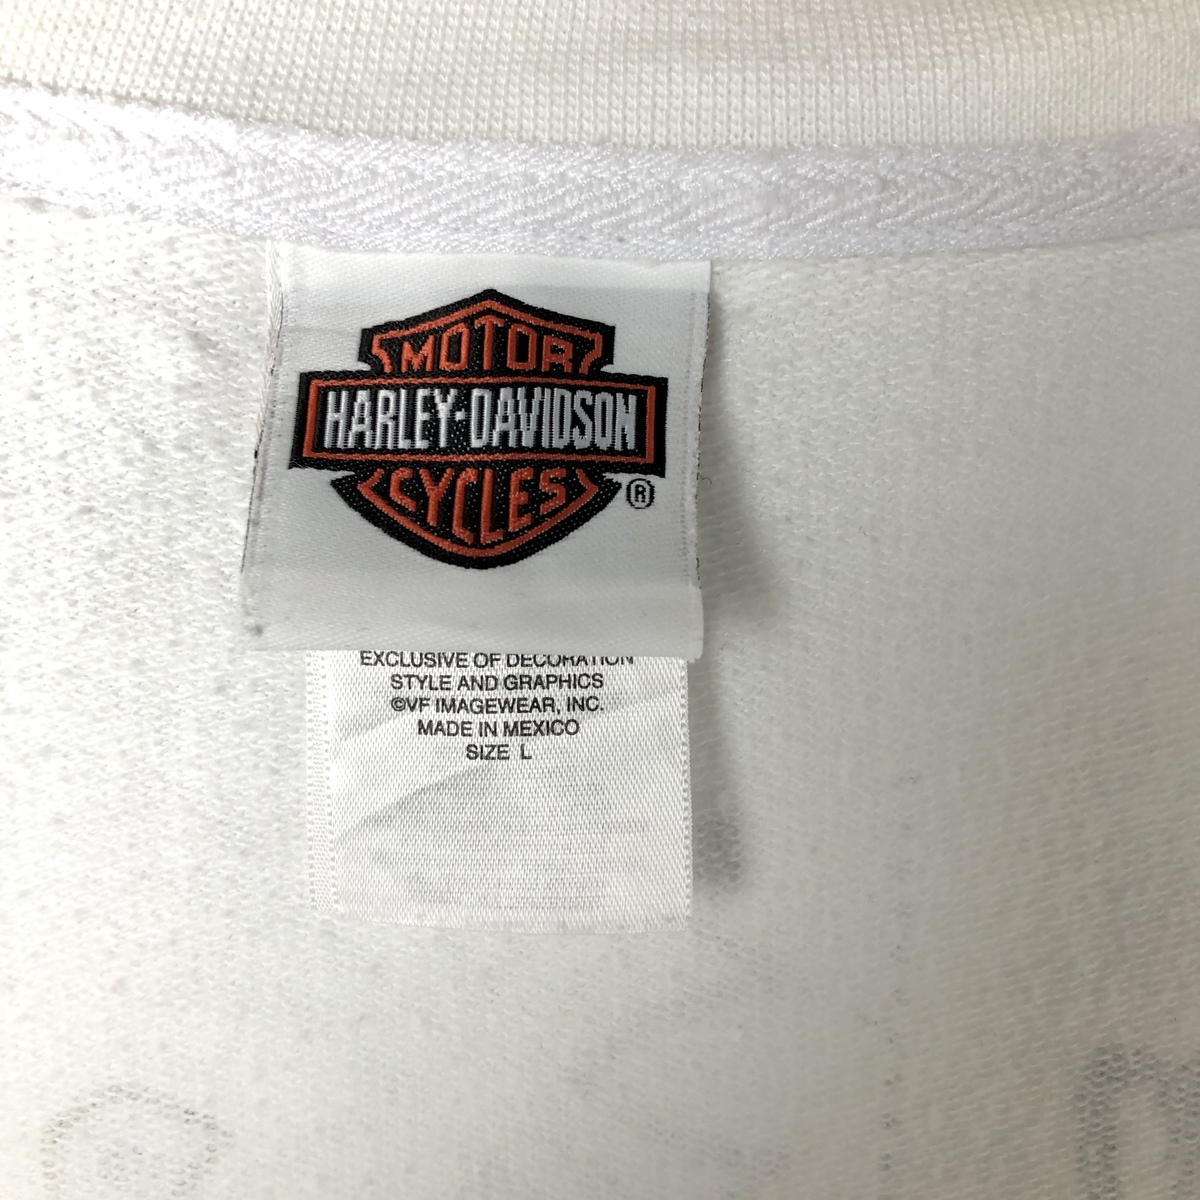 MOTOR
HARLEY-DAVIDSON
CYCLES
®
EXCLUSIVE OF DECORATION
STYLE AND GRAPHICS
©VF IMAGEWEAR, INC.
MADE IN MEXICO
SIZE L